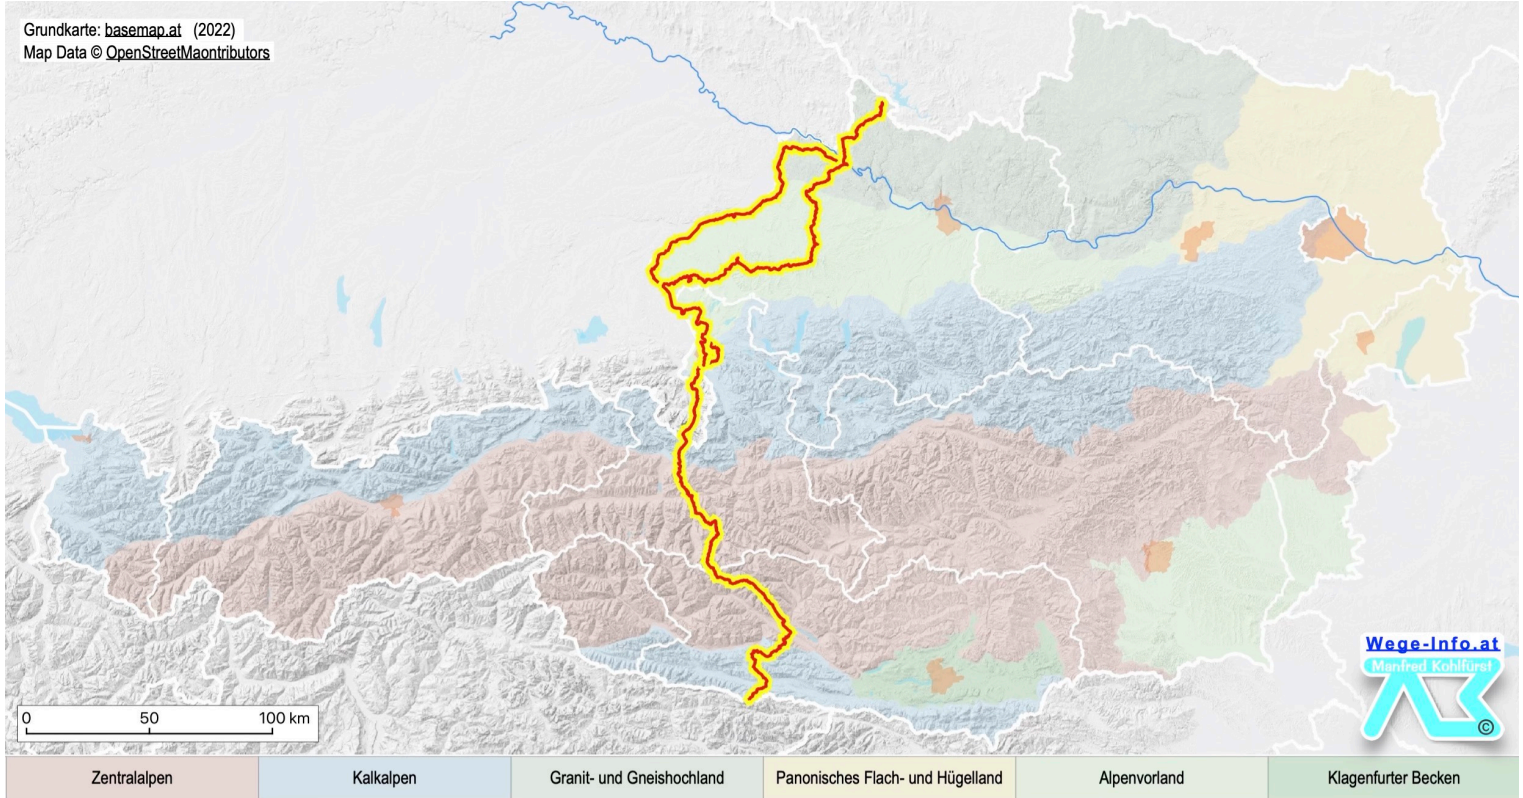 Grundkarte: basemap.at (2022)
Map Data © OpenStreetMaontributors
Wege-Info.at
Manfred Kohlfürst
©
0 50 100 km
Zentralalpen Kalkalpen Granit- und Gneishochland Panonisches Flach- und Hügelland Alpenvorland Klagenfurter Becken